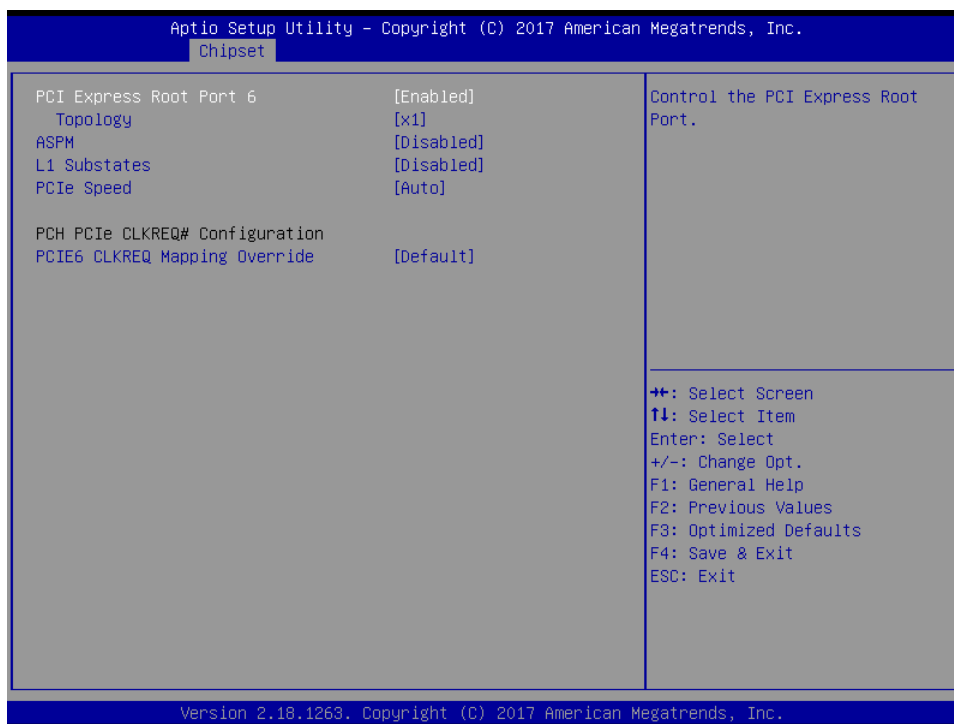 Aptio Setup Utility – Copyright (C) 2017 American Megatrends, Inc.
Chipset
PCI Express Root Port 6 [Enabled]
Topology [x1]
ASPM [Disabled]
L1 Substates [Disabled]
PCIe Speed [Auto]
PCH PCIe CLKREQ# Configuration
PCIE6 CLKREQ Mapping Override [Default]
Control the PCI Express Root
Port.
→←: Select Screen
↑↓: Select Item
Enter: Select
+/-: Change Opt.
F1: General Help
F2: Previous Values
F3: Optimized Defaults
F4: Save & Exit
ESC: Exit
Version 2.18.1263. Copyright (C) 2017 American Megatrends, Inc.